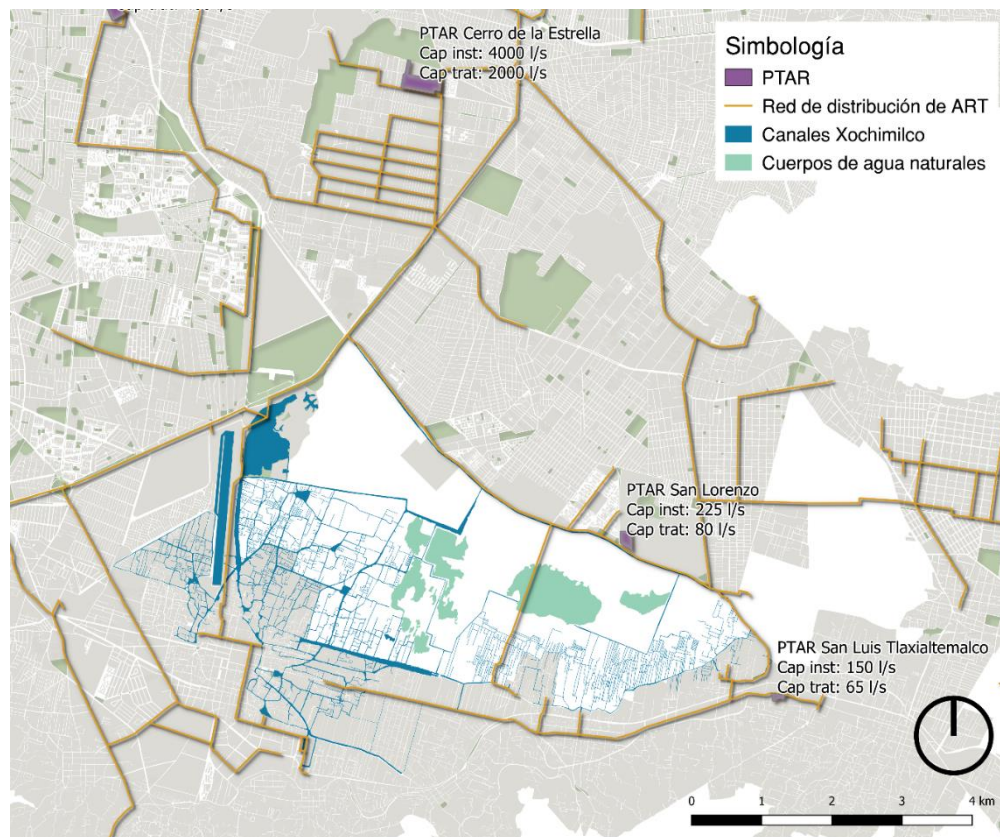 PTAR Cerro de la Estrella
Cap inst: 4000 l/s
Cap trat: 2000 l/s
Simbología
PTAR
Red de distribución de ART
Canales Xochimilco
Cuerpos de agua naturales
PTAR San Lorenzo
Cap inst: 225 l/s
Cap trat: 80 l/s
PTAR San Luis Tlaxialtemalco
Cap inst: 150 l/s
Cap trat: 65 l/s
0 1 2 3 4 km